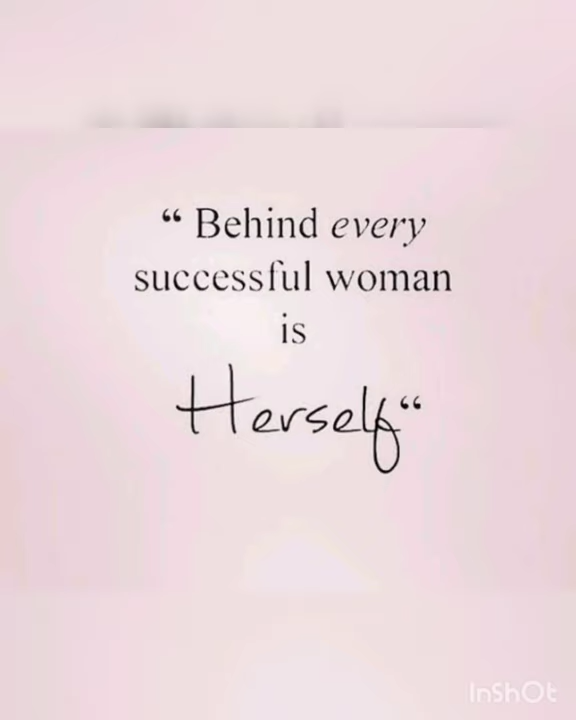 “ Behind every
successful woman
is
Herself“
InShOt